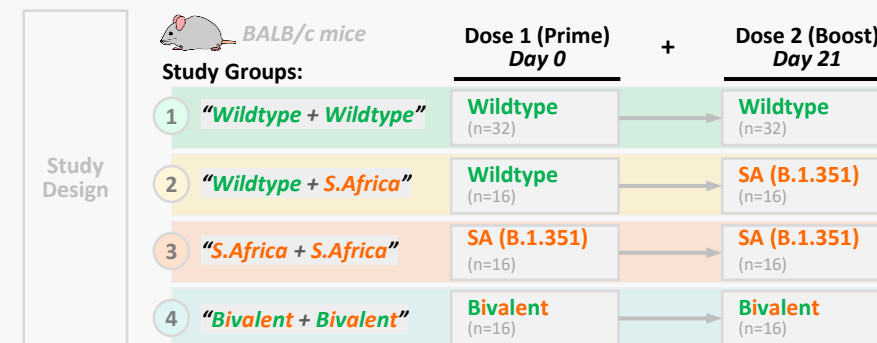 BALB/c mice
Dose 1 (Prime) + Dose 2 (Boost)
Day 0 Day 21
Study Groups:
Study
Design
1 “Wildtype + Wildtype” Wildtype Wildtype
(n=32) (n=32)
2 “Wildtype + S.Africa” Wildtype SA (B.1.351)
(n=16) (n=16)
3 “S.Africa + S.Africa” SA (B.1.351) SA (B.1.351)
(n=16) (n=16)
4 “Bivalent + Bivalent” Bivalent Bivalent
(n=16) (n=16)